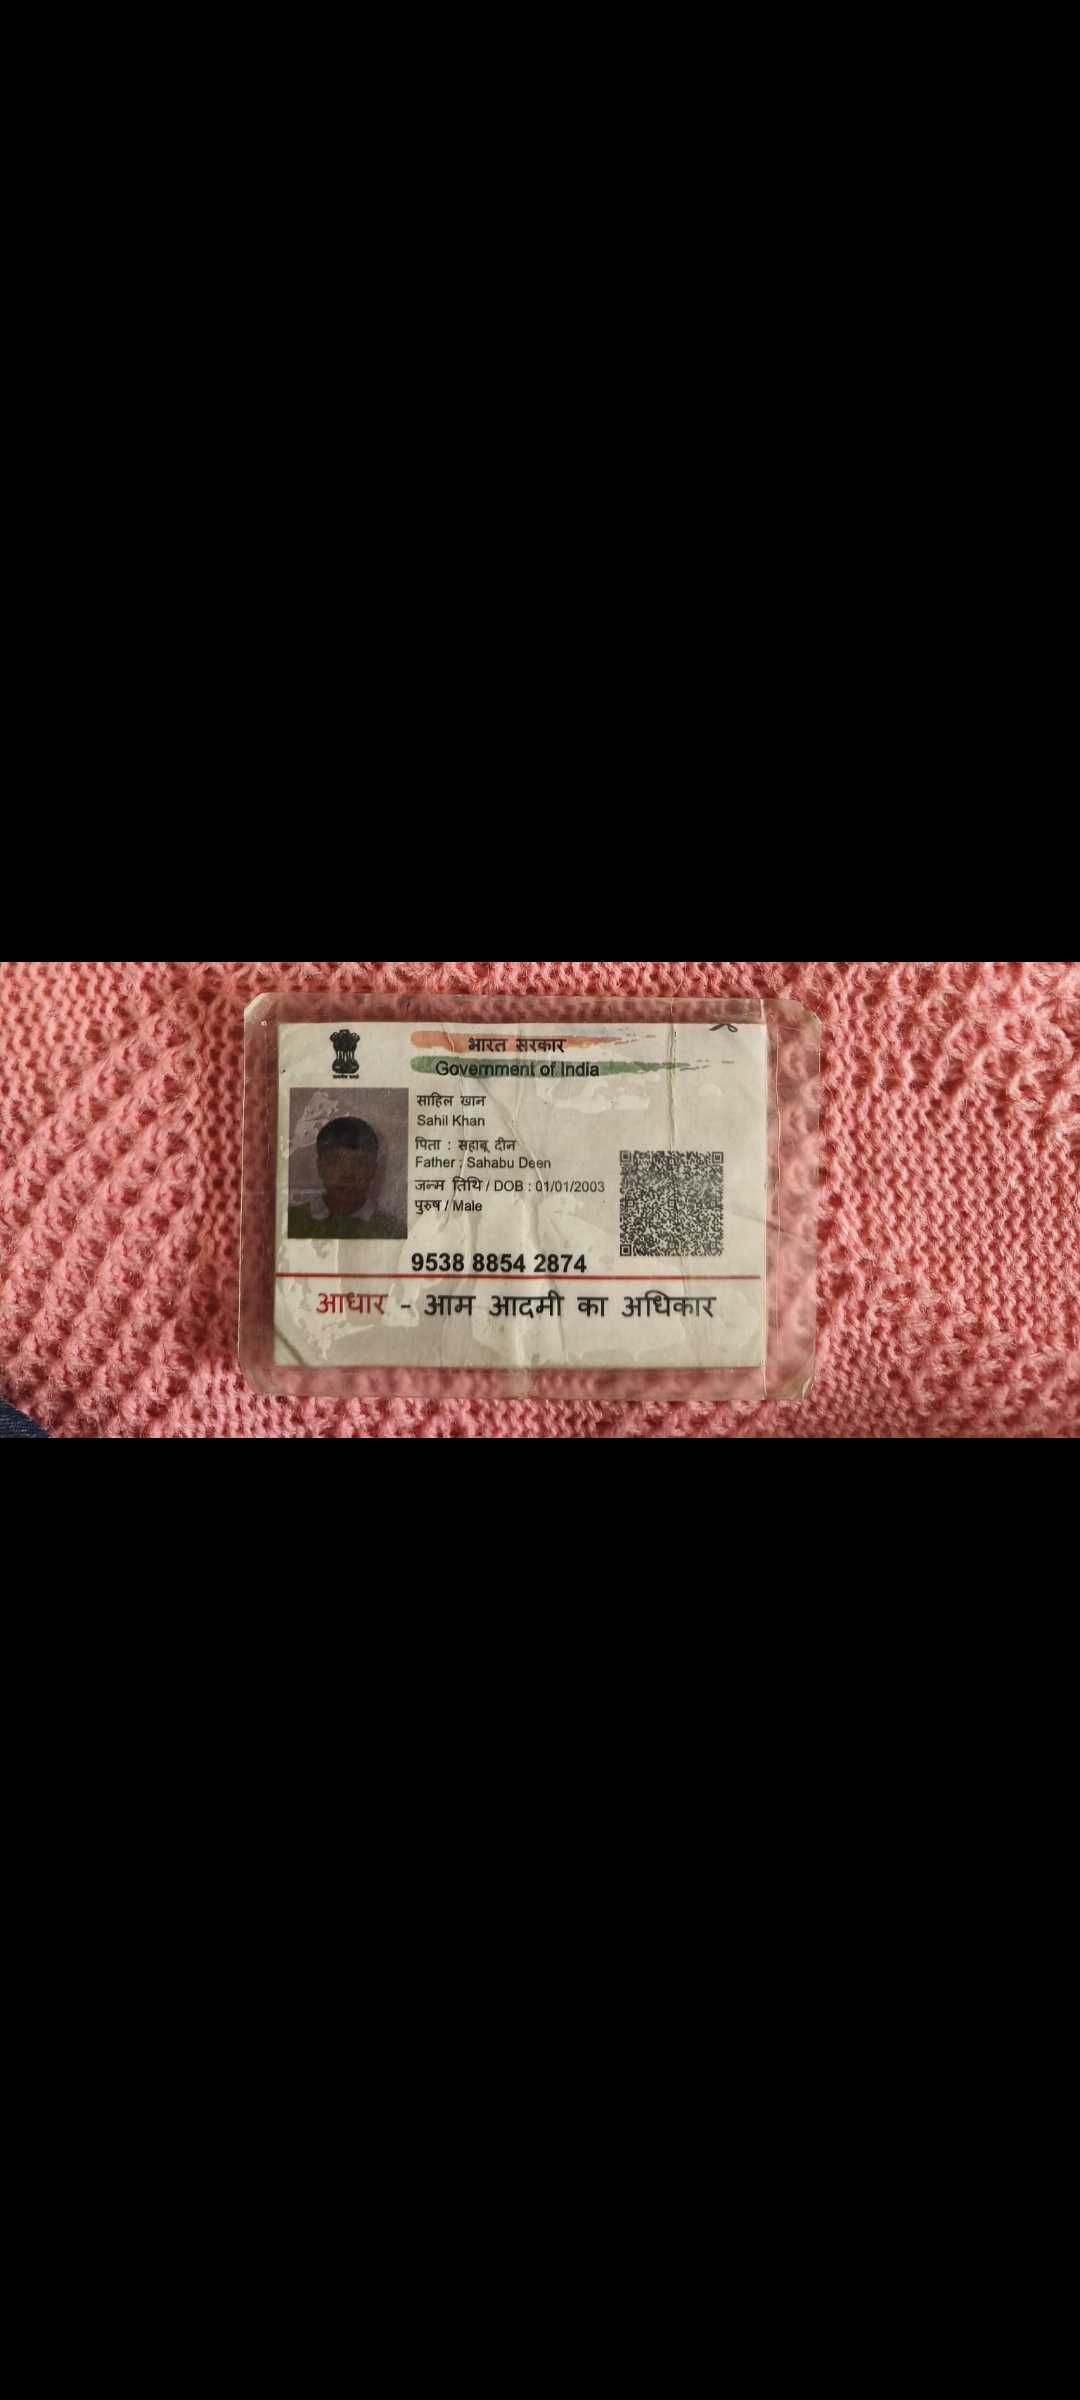 भारत सरकार
Government of India
साहिल खान
Sahil Khan
पिता : सहाबू दीन
Father : Sahabu Deen
जन्म तिथि / DOB : 01/01/2003
पुरुष / Male
9538 8854 2874
आधार - आम आदमी का अधिकार